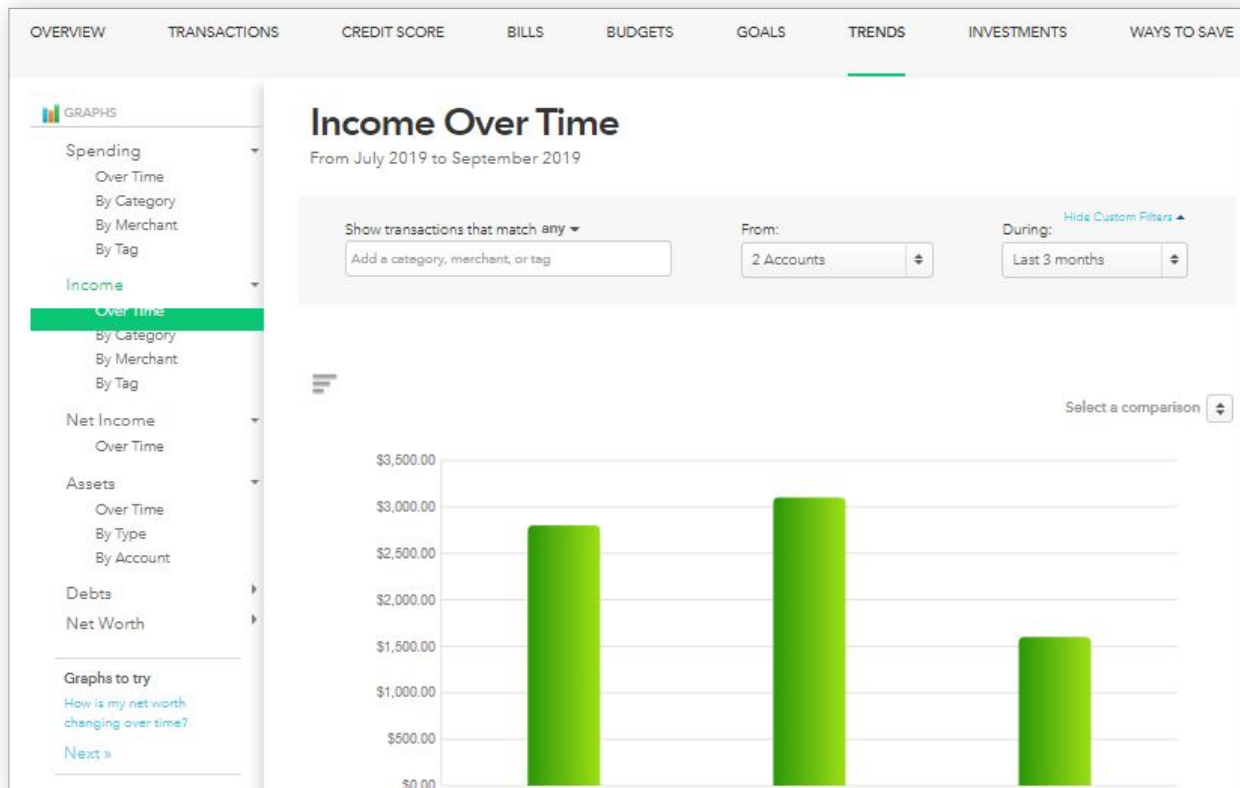 OVERVIEW TRANSACTIONS CREDIT SCORE BILLS BUDGETS GOALS TRENDS INVESTMENTS WAYS TO SAVE
GRAPHS
Spending
Over Time
By Category
By Merchant
By Tag
Income
Over Time
By Category
By Merchant
By Tag
Net Income
Over Time
Assets
Over Time
By Type
By Account
Debts
Net Worth
Graphs to try
How is my net worth
changing over time?
Next »
Income Over Time
From July 2019 to September 2019
Hide Custom Filters
Show transactions that match any
Add a category, merchant, or tag
From:
2 Accounts
During:
Last 3 months
Select a comparison
$3,500.00
$3,000.00
$2,500.00
$2,000.00
$1,500.00
$1,000.00
$500.00
$0.00